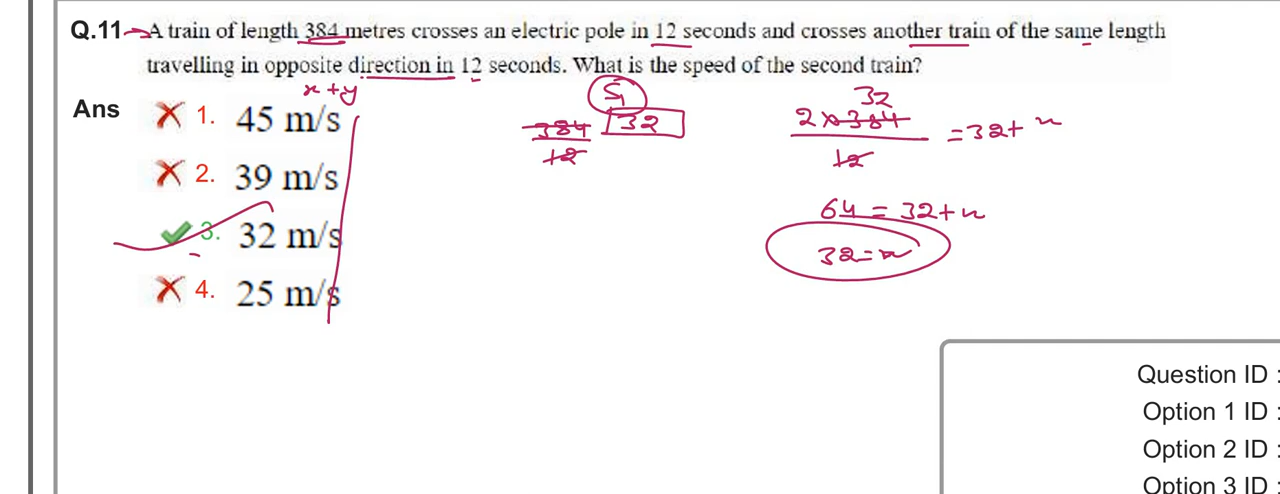 Q.11 A train of length 384 metres crosses an electric pole in 12 seconds and crosses another train of the same length
travelling in opposite direction in 12 seconds. What is the speed of the second train?
x + y
Ans
1. 45 m/s
2. 39 m/s
3. 32 m/s
4. 25 m/s
384
12
32
32
2 × 384
12
= 32 + x
64 = 32 + x
32 = x
Question ID :
Option 1 ID :
Option 2 ID :
Option 3 ID :